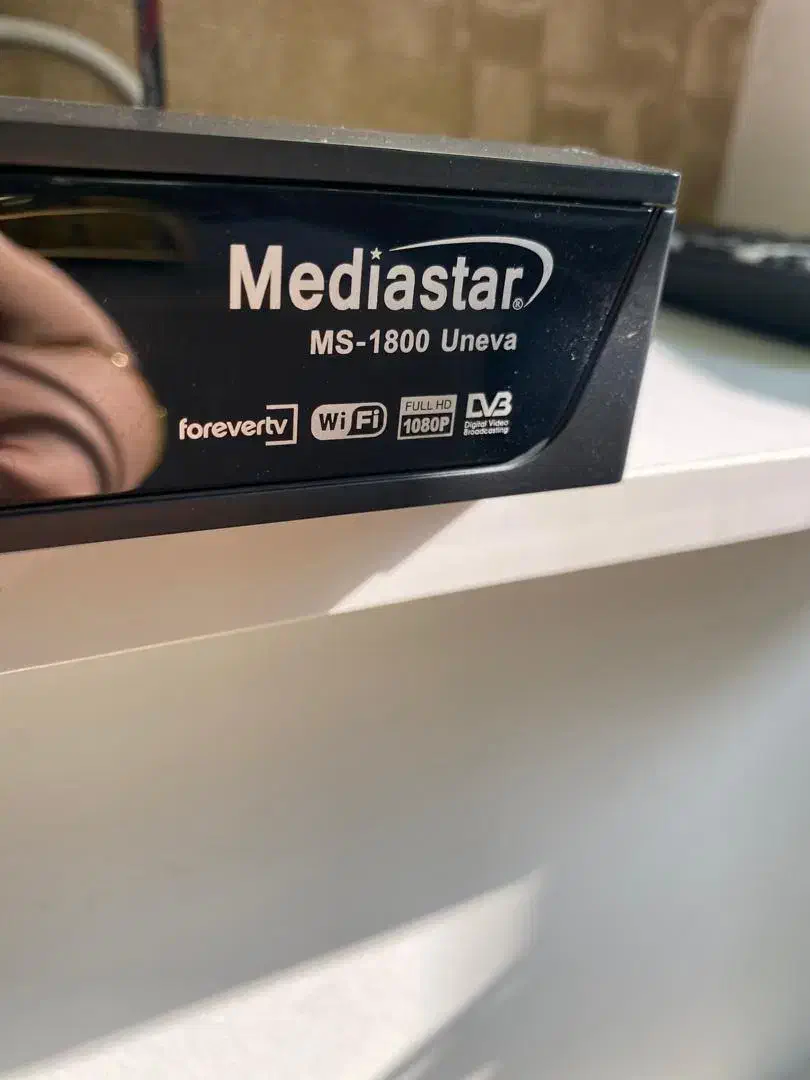 Mediastar®
MS-1800 Uneva
forevertv WiFi FULL HD 1080P DVB Digital Video Broadcasting